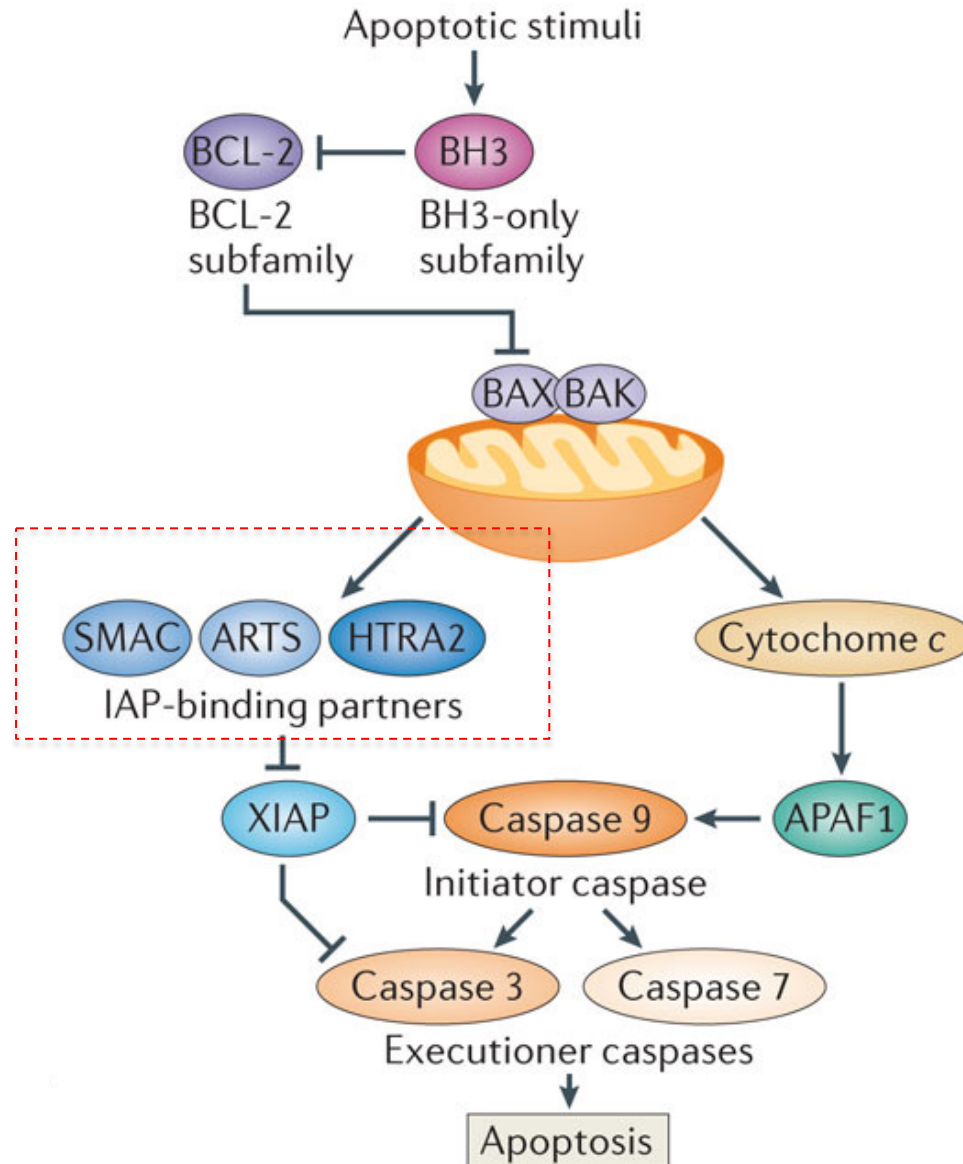 Apoptotic stimuli
BCL-2
BH3
BCL-2
subfamily
BH3-only
subfamily
BAX
BAK
SMAC
ARTS
HTRA2
IAP-binding partners
Cytochome c
XIAP
Caspase 9
APAF1
Initiator caspase
Caspase 3
Caspase 7
Executioner caspases
Apoptosis